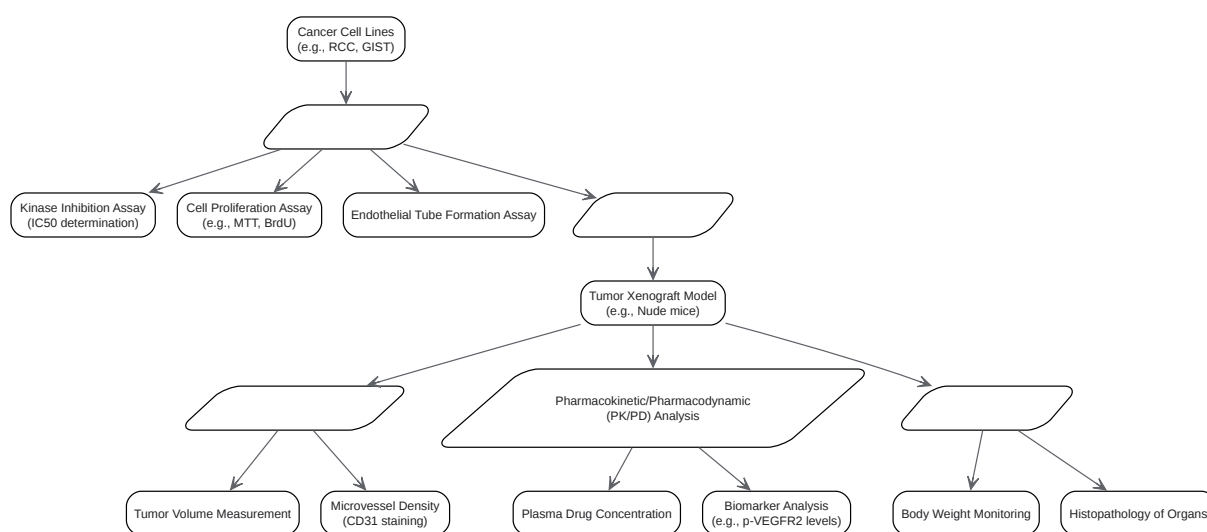 Cancer Cell Lines
(e.g., RCC, GIST)
Kinase Inhibition Assay
(IC50 determination)
Cell Proliferation Assay
(e.g., MTT, BrdU)
Endothelial Tube Formation Assay
Tumor Xenograft Model
(e.g., Nude mice)
Pharmacokinetic/Pharmacodynamic
(PK/PD) Analysis
Tumor Volume Measurement
Microvessel Density
(CD31 staining)
Plasma Drug Concentration
Biomarker Analysis
(e.g., p-VEGFR2 levels)
Body Weight Monitoring
Histopathology of Organs